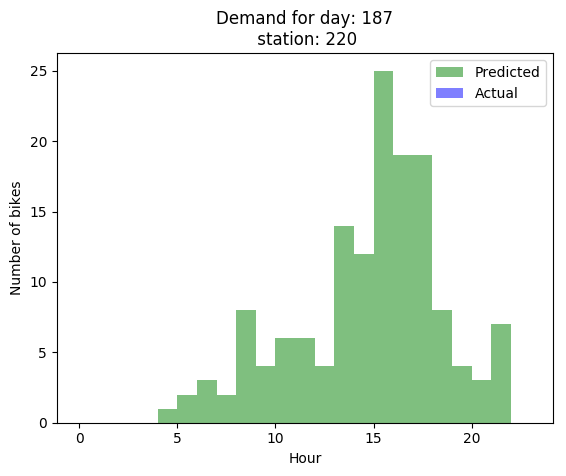 Demand for day: 187
station: 220
Predicted
Actual
25
20
15
10
5
0
Number of bikes
0 5 10 15 20
Hour